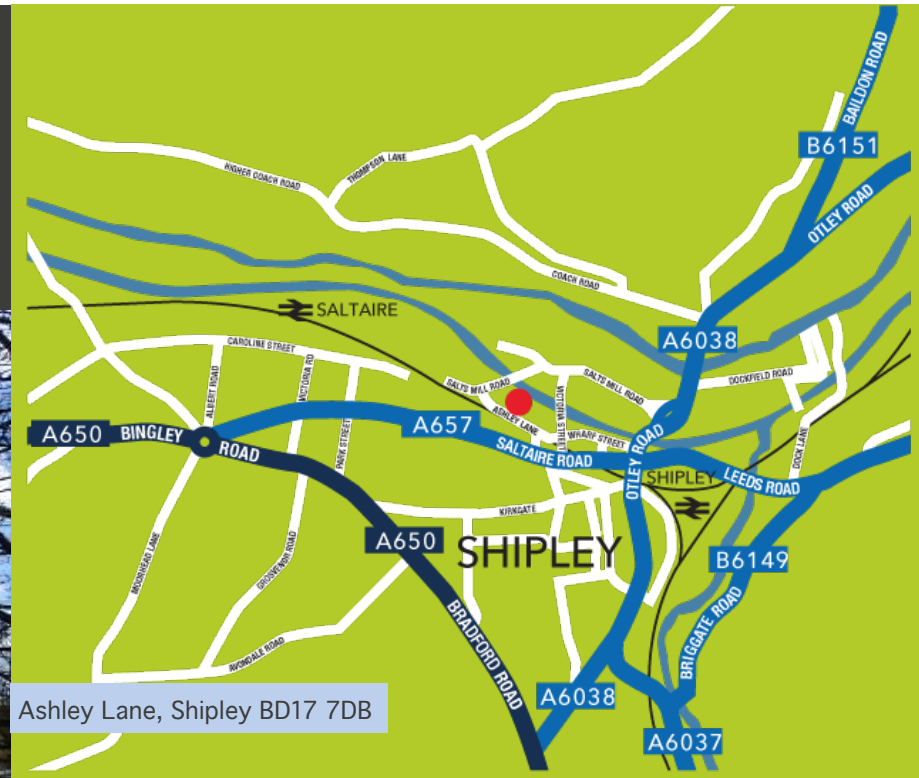 BAILDON ROAD
B6151
THOMPSON LANE
HIGHER COACH ROAD
OTLEY ROAD
COACH ROAD
SALTAIRE
A6038
CAROLINE STREET
VICTORIA RD
ALBERT ROAD
SALTS MILL ROAD
SALTS MILL ROAD
DOCKFIELD ROAD
ASHLEY LANE
VICTORIA STREET
A650
BINGLEY
ROAD
A657
PARK STREET
WHARF STREET
SALTAIRE ROAD
OTLEY ROAD
DOCK LANE
SHIPLEY
LEEDS ROAD
KIRKGATE
A650
SHIPLEY
B6149
MOORHEAD LANE
GROSVENOR ROAD
BRADFORD ROAD
BRIGGATE ROAD
AVONDALE ROAD
A6038
Ashley Lane, Shipley BD17 7DB
A6037